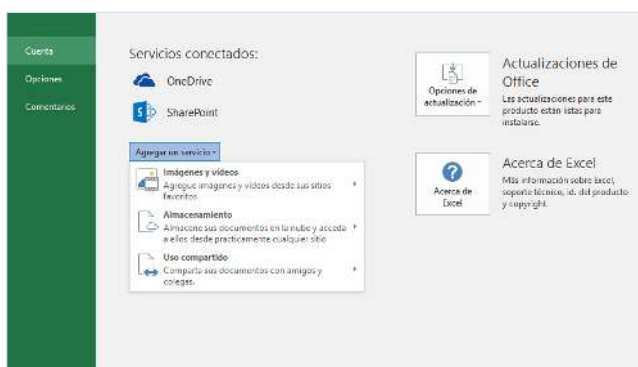 Cuenta
Opciones
Comentarios
Servicios conectados:
OneDrive
SharePoint
Agregar un servicio
Imágenes y vídeos
Agregue imágenes y vídeos desde sus sitios
favoritos
Almacenamiento
Almacene sus documentos en la nube y acceda
a ellos desde practicamente cualquier sitio
Uso compartido
Comparta sus documentos con amigos y
colegas.
Opciones de
actualización
Actualizaciones de
Office
Las actualizaciones para este
producto están listas para
instalarse.
Acerca de
Excel
Acerca de Excel
Más información sobre Excel,
soporte técnico, id. del producto
y copyright.